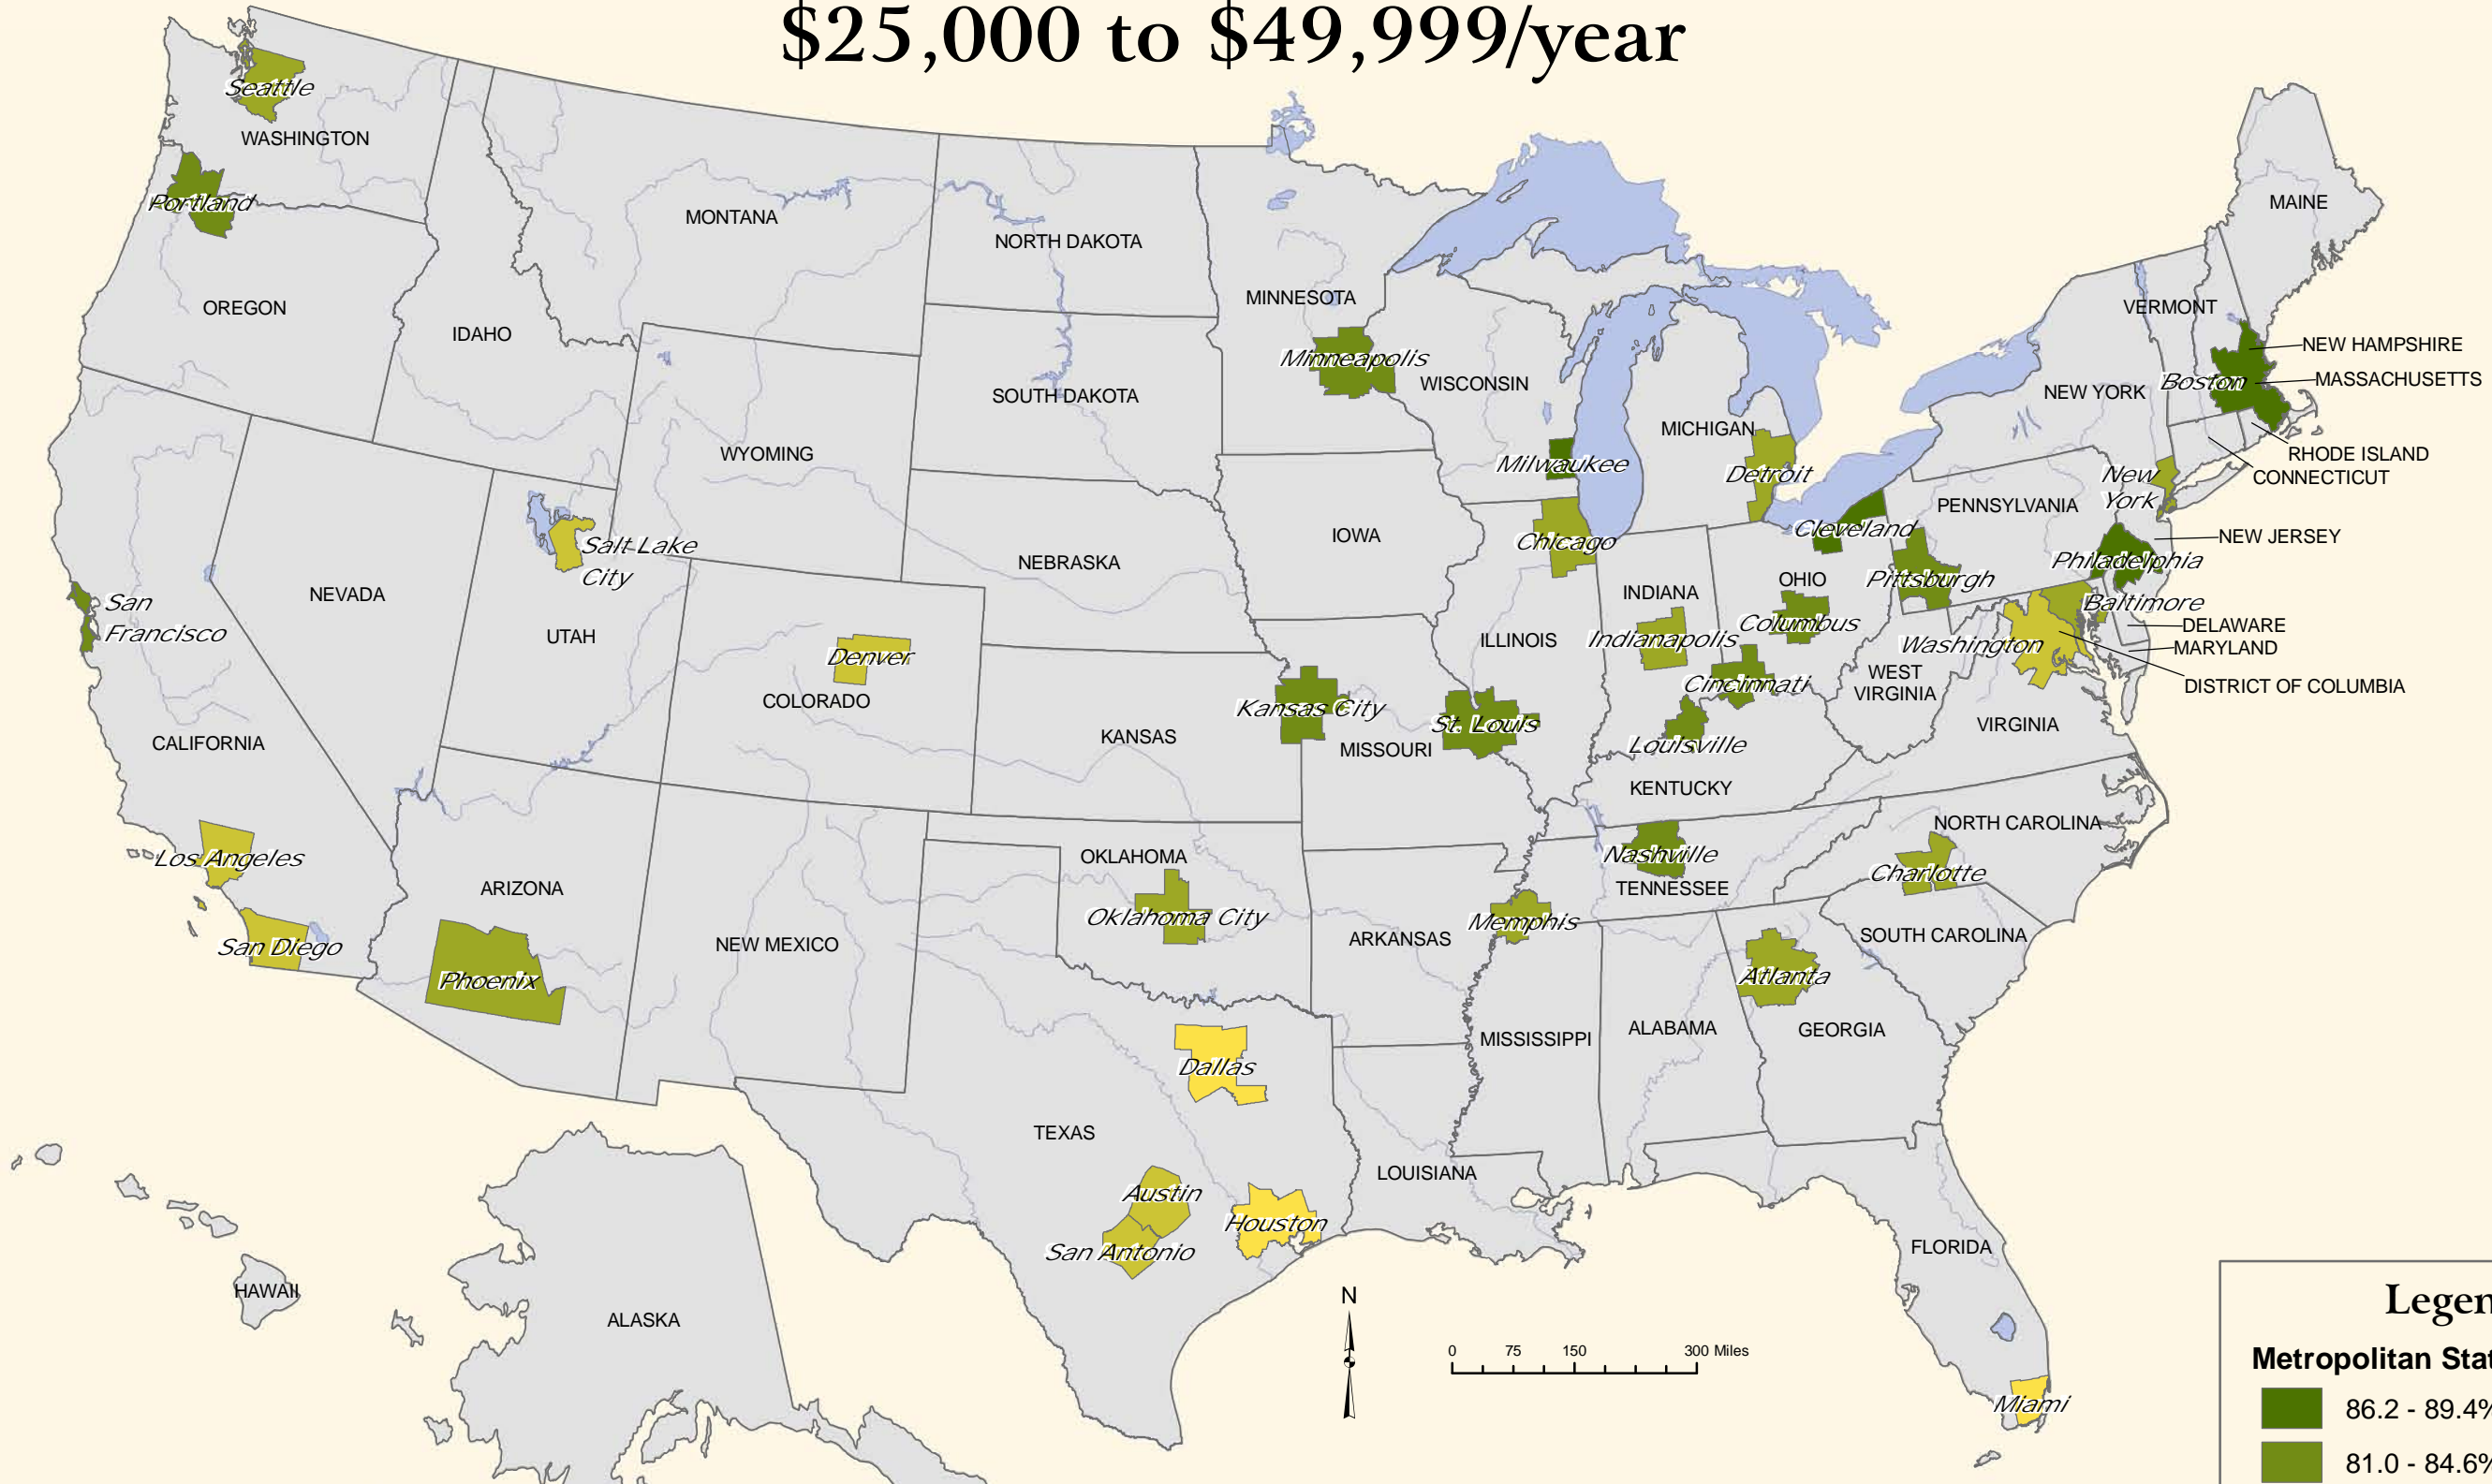 $25,000 to $49,999/year
Seattle
WASHINGTON
Portland
OREGON
IDAHO
MONTANA
NORTH DAKOTA
MINNESOTA
Minneapolis
SOUTH DAKOTA
WISCONSIN
Milwaukee
MICHIGAN
Detroit
MAINE
VERMONT
NEW HAMPSHIRE
MASSACHUSETTS
Boston
NEW YORK
RHODE ISLAND
CONNECTICUT
New
York
PENNSYLVANIA
NEW JERSEY
Philadelphia
Pittsburgh
Cleveland
WYOMING
Salt Lake
City
NEVADA
UTAH
San
Francisco
CALIFORNIA
Denver
COLORADO
NEBRASKA
IOWA
Chicago
ILLINOIS
INDIANA
Indianapolis
OHIO
Columbus
Cincinnati
Baltimore
DELAWARE
MARYLAND
Washington
DISTRICT OF COLUMBIA
WEST
VIRGINIA
VIRGINIA
KANSAS
Kansas City
MISSOURI
St. Louis
Louisville
KENTUCKY
Los Angeles
San Diego
ARIZONA
Phoenix
NEW MEXICO
OKLAHOMA
Oklahoma City
ARKANSAS
Memphis
Nashville
TENNESSEE
NORTH CAROLINA
Charlotte
SOUTH CAROLINA
Atlanta
GEORGIA
ALABAMA
MISSISSIPPI
Dallas
TEXAS
Austin
San Antonio
Houston
LOUISIANA
FLORIDA
Miami
HAWAII
ALASKA
N
0 75 150 300 Miles
Legen
Metropolitan Stat
86.2 - 89.4%
81.0 - 84.6%